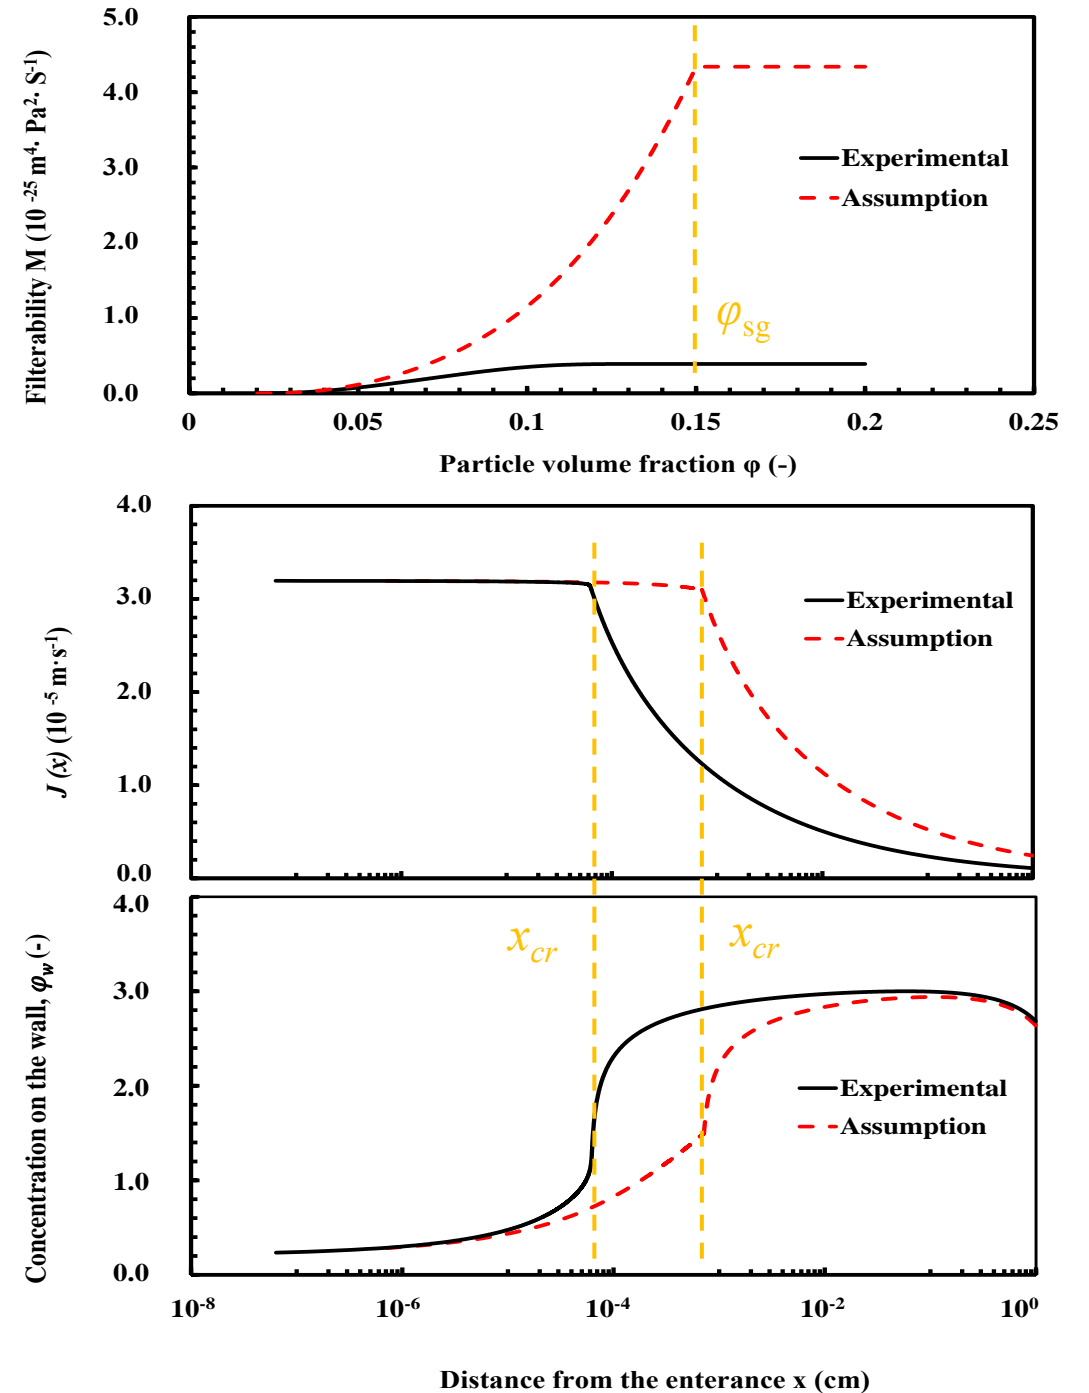 Filterability M (10 ⁻²⁵ m⁴· Pa²· S⁻¹)
5.0
4.0
3.0
2.0
1.0
0.0
Experimental
Assumption
φsg
0 0.05 0.1 0.15 0.2 0.25
Particle volume fraction φ (-)
J (x) (10 ⁻⁵ m·s⁻¹)
4.0
3.0
2.0
1.0
0.0
Experimental
Assumption
Concentration on the wall, φw (-)
4.0
3.0
2.0
1.0
0.0
xcr xcr
Experimental
Assumption
10⁻⁸ 10⁻⁶ 10⁻⁴ 10⁻² 10⁰
Distance from the enterance x (cm)